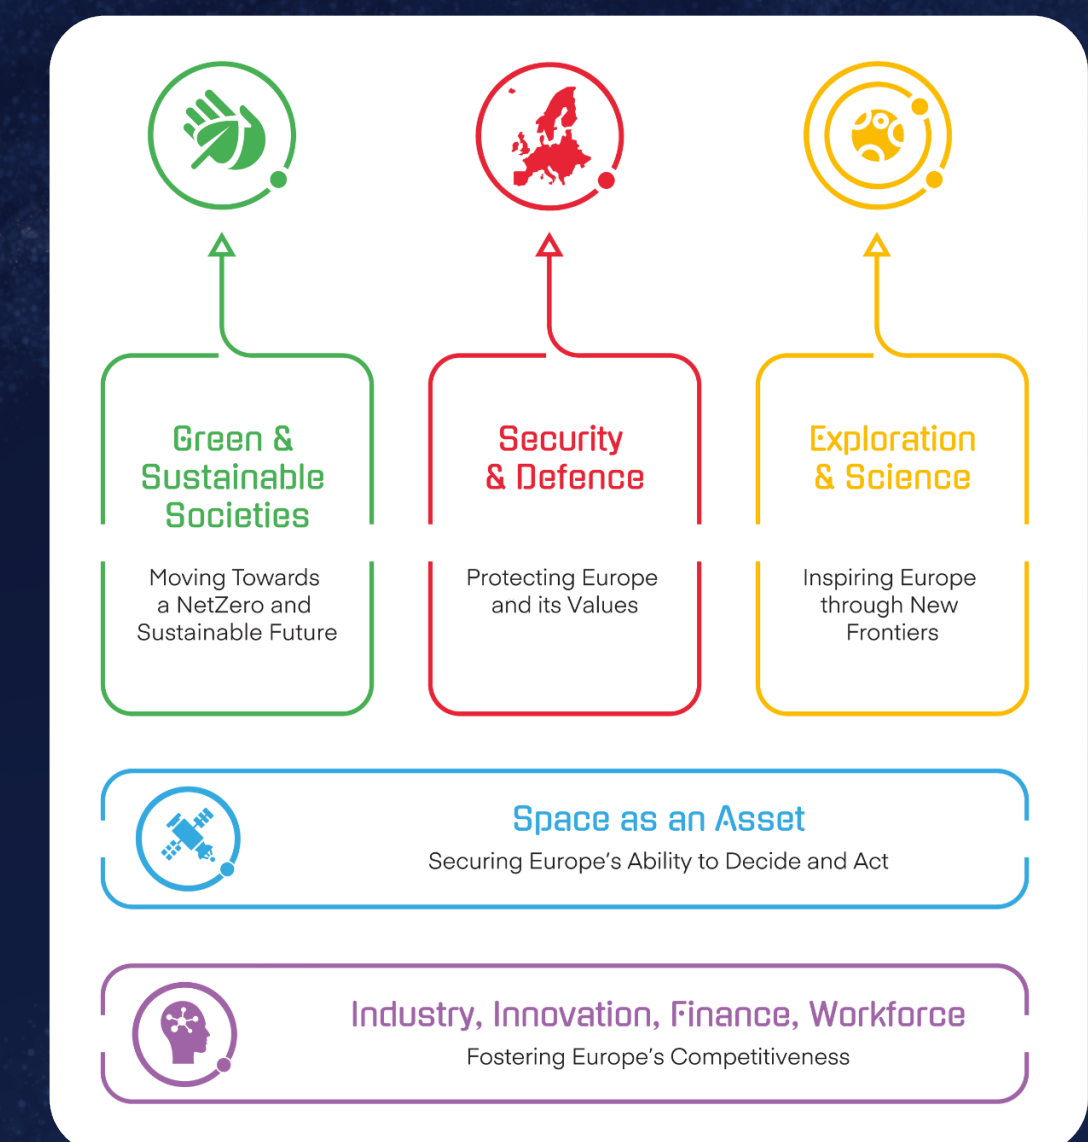 Green &
Sustainable
Societies
Moving Towards
a NetZero and
Sustainable Future
Security
& Defence
Protecting Europe
and its Values
Exploration
& Science
Inspiring Europe
through New
Frontiers
Space as an Asset
Securing Europe's Ability to Decide and Act
Industry, Innovation, Finance, Workforce
Fostering Europe's Competitiveness